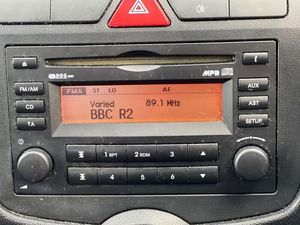 MP3
FMA ST LO AF
FM/AM
Varied 89.1 MHz
AUX
CD
BBC R2
AST
TA
SETUP
1 RPT 2 RDM 3
4 5 6